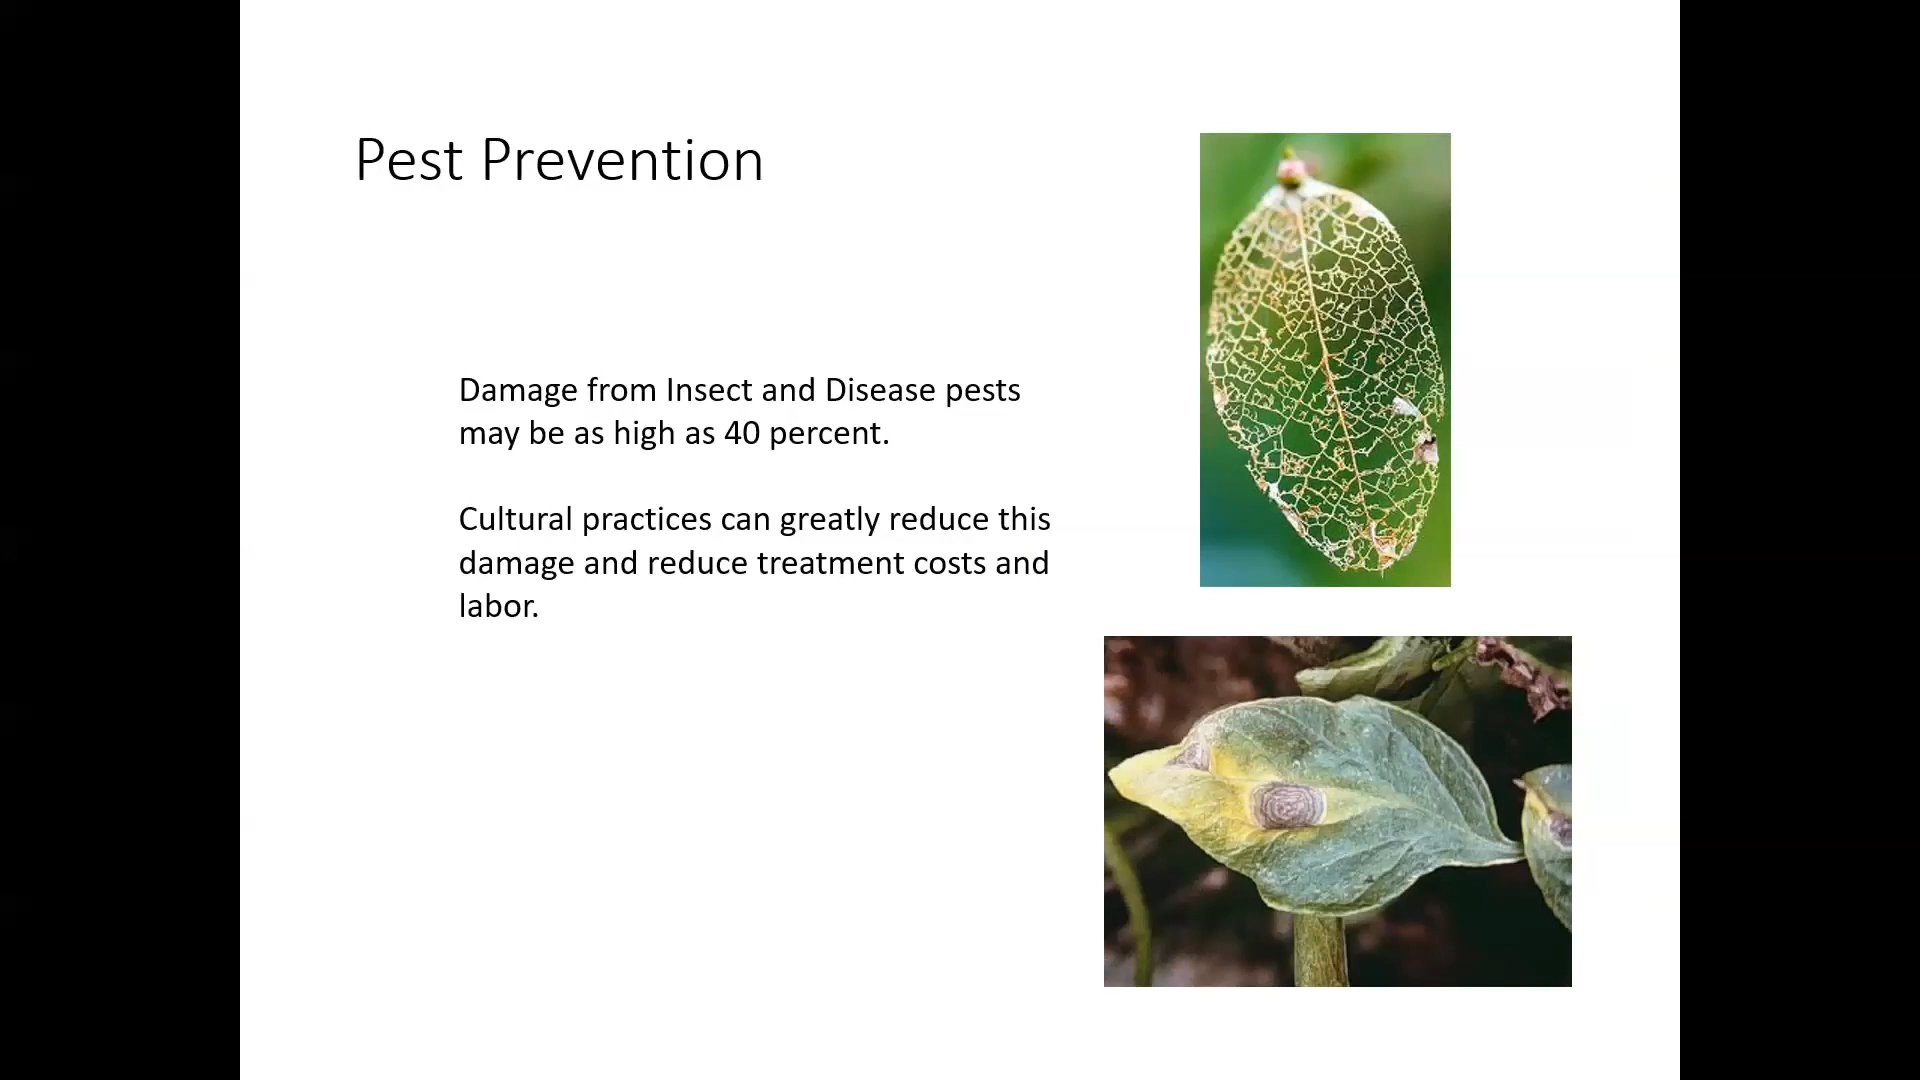 Pest Prevention
Damage from Insect and Disease pests
may be as high as 40 percent.
Cultural practices can greatly reduce this
damage and reduce treatment costs and
labor.